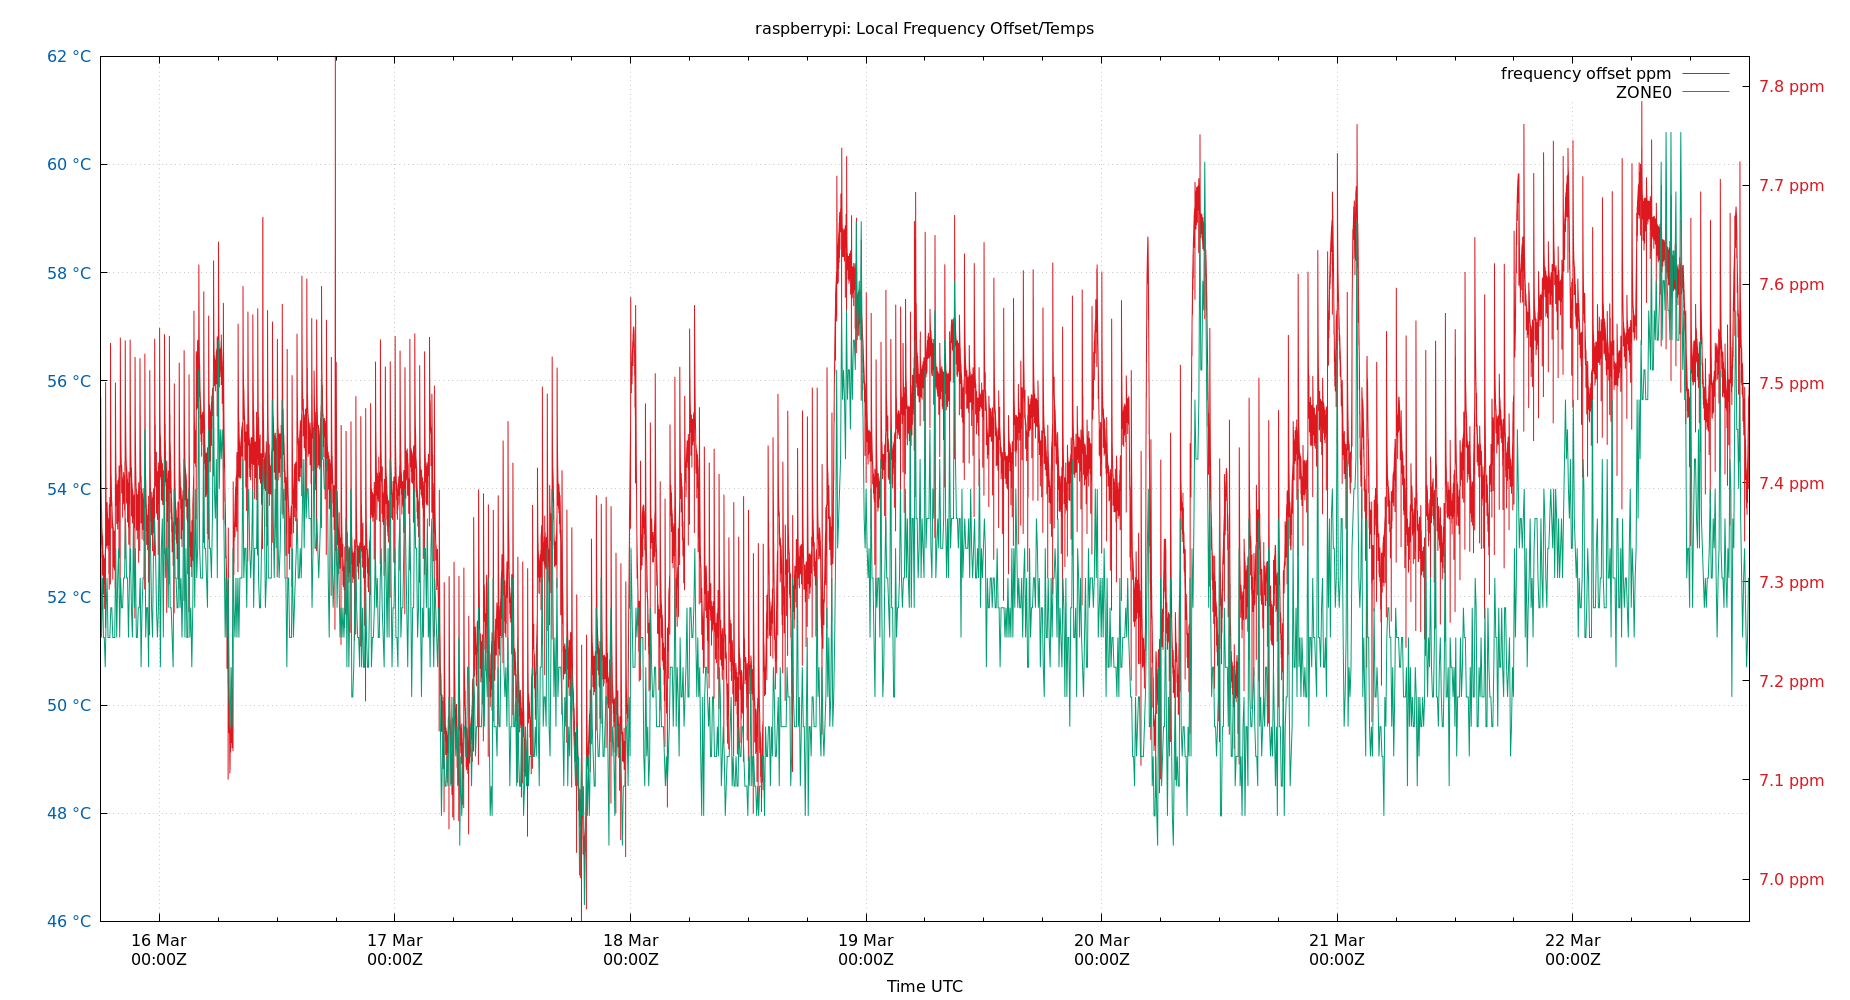 raspberrypi: Local Frequency Offset/Temps
62 °C
60 °C
58 °C
56 °C
54 °C
52 °C
50 °C
48 °C
46 °C
frequency offset ppm
ZONE0
7.8 ppm
7.7 ppm
7.6 ppm
7.5 ppm
7.4 ppm
7.3 ppm
7.2 ppm
7.1 ppm
7.0 ppm
16 Mar
00:00Z
17 Mar
00:00Z
18 Mar
00:00Z
19 Mar
00:00Z
20 Mar
00:00Z
21 Mar
00:00Z
22 Mar
00:00Z
Time UTC